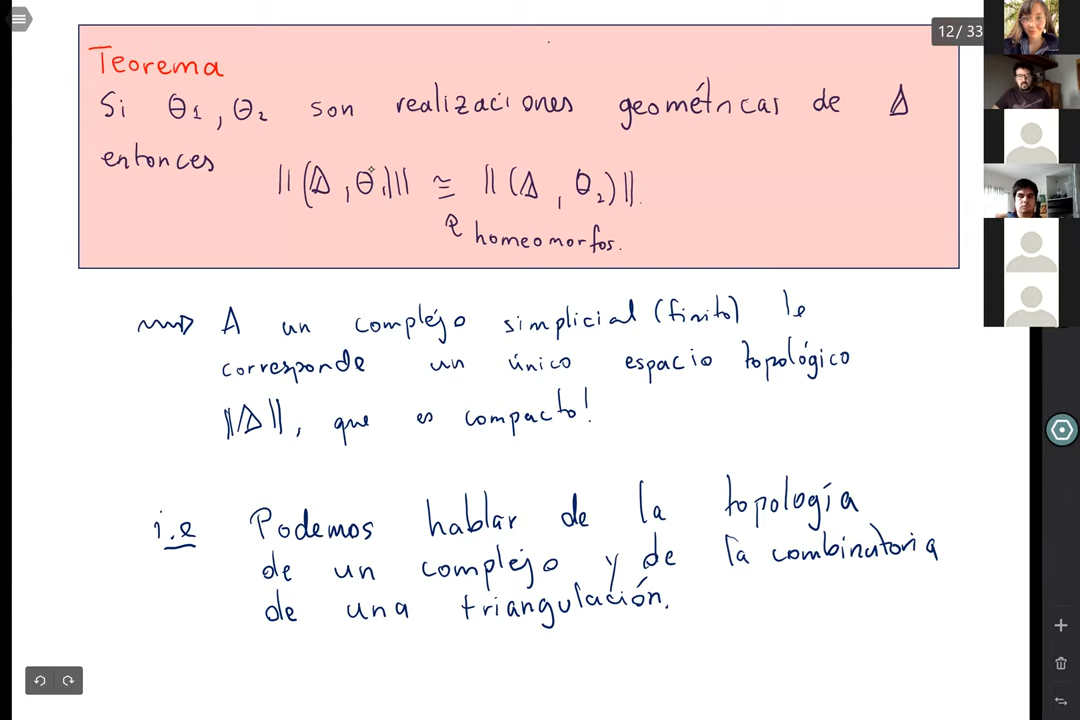 12 / 33
Teorema
Si Θ₁, Θ₂ son realizaciones geométricas de Δ
entonces
||(Δ, Θ₁)|| ≅ ||(Δ, Θ₂)||.
homeomorfos.
A un complejo simplicial (finito) le
corresponde un único espacio topológico
||Δ||, que es compacto!
i.e Podemos hablar de la topología
de un complejo y de la combinatoria
de una triangulación.